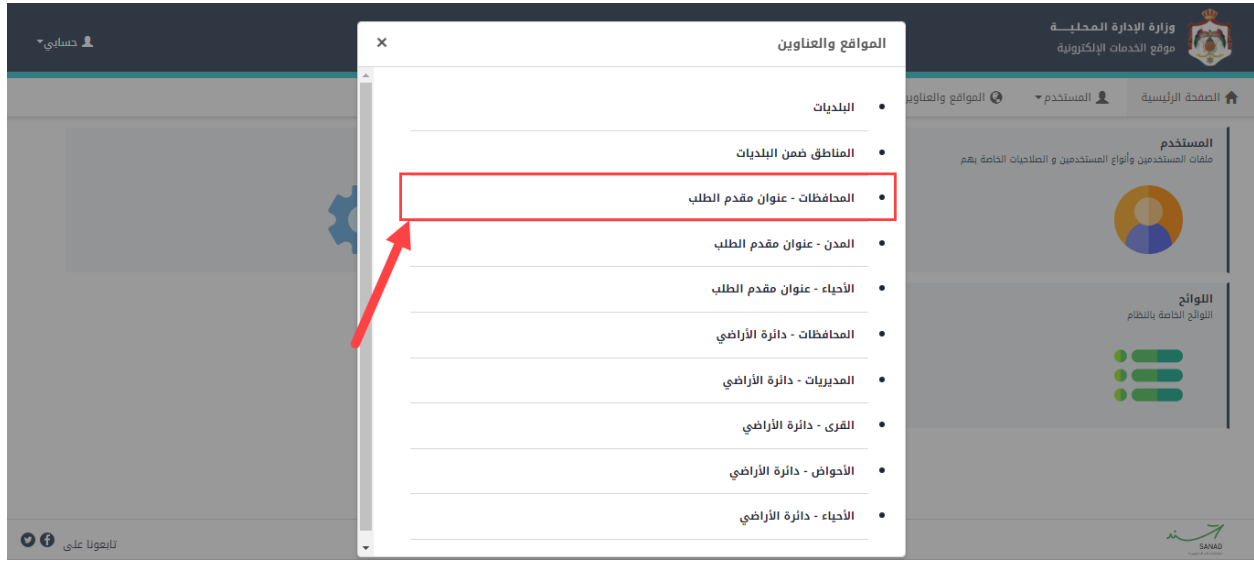 وزارة الإدارة المحليــــة
موقع الخدمات الإلكترونية
حسابي
الصفحة الرئيسية
المستخدم
المواقع والعناوين
المواقع والعناوين
×
البلديات
المناطق ضمن البلديات
المحافظات - عنوان مقدم الطلب
المدن - عنوان مقدم الطلب
الأحياء - عنوان مقدم الطلب
المحافظات - دائرة الأراضي
المديريات - دائرة الأراضي
القرى - دائرة الأراضي
الأحواض - دائرة الأراضي
الأحياء - دائرة الأراضي
المستخدم
ملفات المستخدمين وأنواع المستخدمين و الصلاحيات الخاصة بهم
اللوائح
اللوائح الخاصة بالنظام
سند
SANAD
تابعونا على